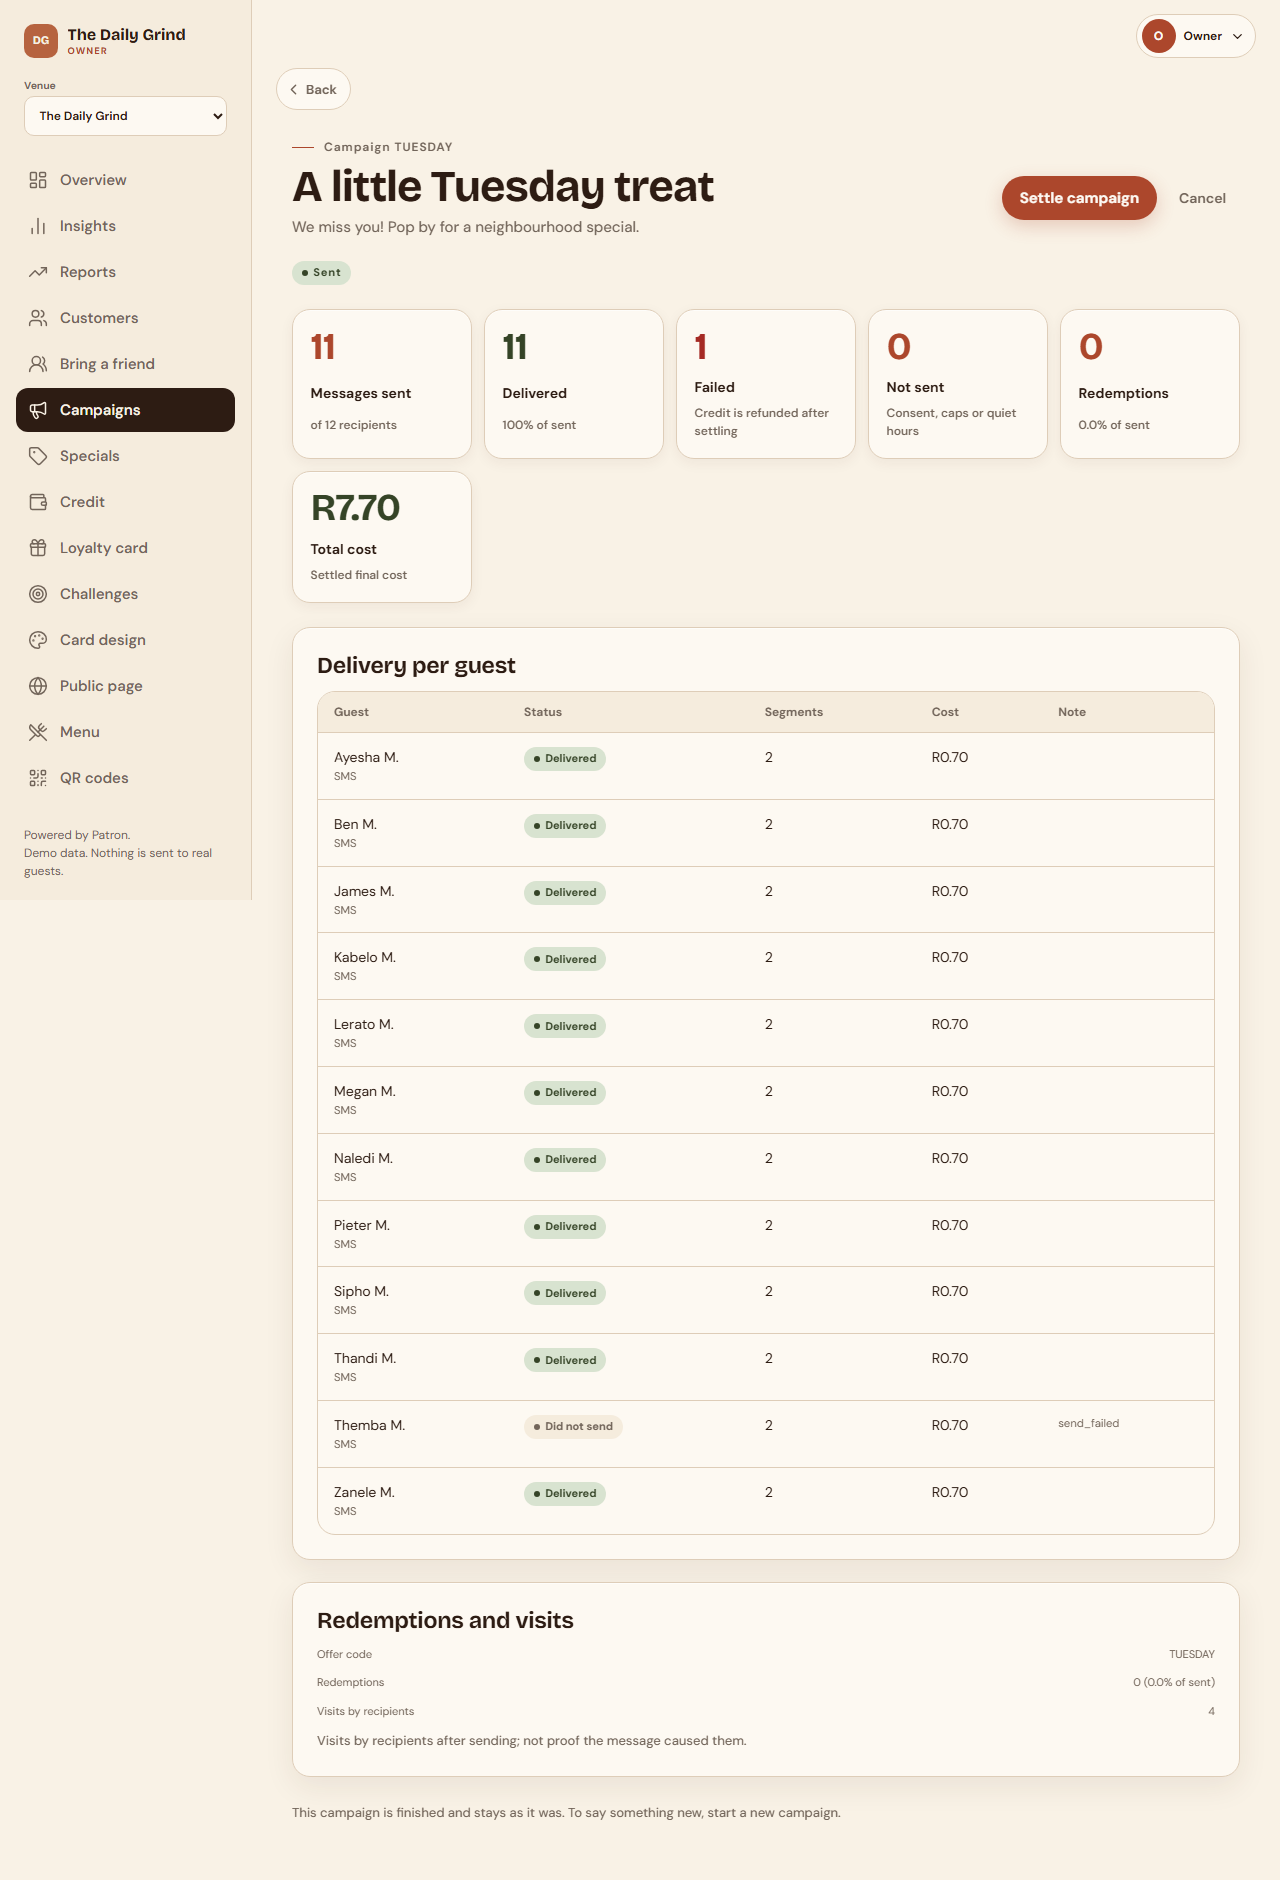 DG
The Daily Grind
OWNER
Venue
The Daily Grind
Overview
Insights
Reports
Customers
Bring a friend
Campaigns
Specials
Credit
Loyalty card
Challenges
Card design
Public page
Menu
QR codes
Powered by Patron.
Demo data. Nothing is sent to real
guests.
O Owner
Back
Campaign TUESDAY
A little Tuesday treat
We miss you! Pop by for a neighbourhood special.
Settle campaign Cancel
Sent
11
Messages sent
of 12 recipients
11
Delivered
100% of sent
1
Failed
Credit is refunded after
settling
0
Not sent
Consent, caps or quiet
hours
0
Redemptions
0.0% of sent
R7.70
Total cost
Settled final cost
Delivery per guest
Guest Status Segments Cost Note
Ayesha M. Delivered 2 R0.70
SMS
Ben M. Delivered 2 R0.70
SMS
James M. Delivered 2 R0.70
SMS
Kabelo M. Delivered 2 R0.70
SMS
Lerato M. Delivered 2 R0.70
SMS
Megan M. Delivered 2 R0.70
SMS
Naledi M. Delivered 2 R0.70
SMS
Pieter M. Delivered 2 R0.70
SMS
Sipho M. Delivered 2 R0.70
SMS
Thandi M. Delivered 2 R0.70
SMS
Themba M. Did not send 2 R0.70 send_failed
SMS
Zanele M. Delivered 2 R0.70
SMS
Redemptions and visits
Offer code TUESDAY
Redemptions 0 (0.0% of sent)
Visits by recipients 4
Visits by recipients after sending; not proof the message caused them.
This campaign is finished and stays as it was. To say something new, start a new campaign.